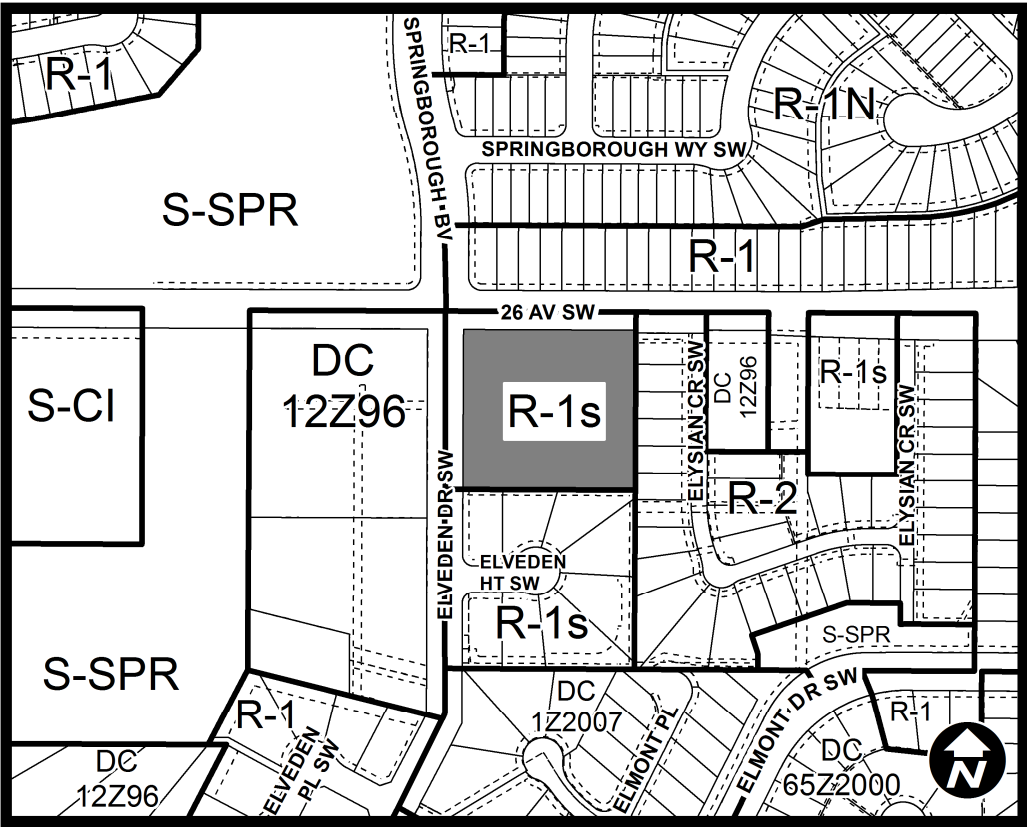 R-1
R-1
R-1N
SPRINGBOROUGH BV
SPRINGBOROUGH WY SW
S-SPR
R-1
26 AV SW
S-CI
DC
12Z96
R-1s
ELYSIAN CR SW
DC
12Z96
R-1s
ELYSIAN CR SW
R-2
ELVEDEN DR SW
ELVEDEN
HT SW
R-1s
S-SPR
S-SPR
R-1
ELVEDEN
PL SW
DC
1Z2007
ELMONT PL
ELMONT DR SW
R-1
DC
65Z2000
DC
12Z96
N